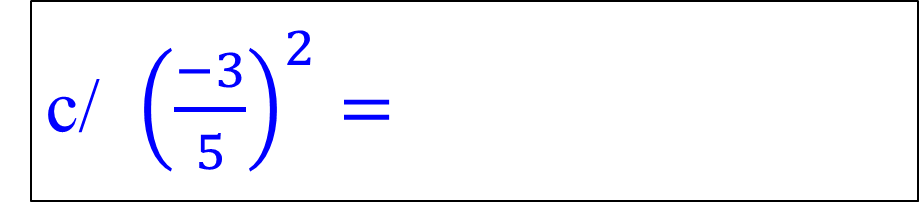 c/ (−3/5)² =